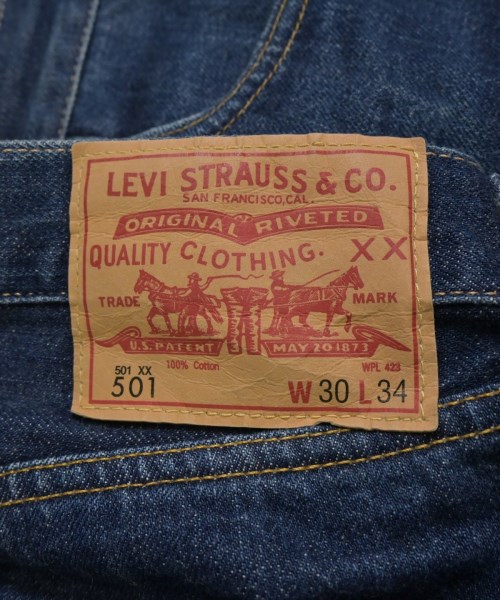 LEVI STRAUSS & CO.
SAN FRANCISCO, CAL.
ORIGINAL RIVETED
QUALITY CLOTHING. XX
TRADE MARK
U.S. PATENT MAY 20 1873
501 XX 100% Cotton WPL 423
501 W 30 L 34